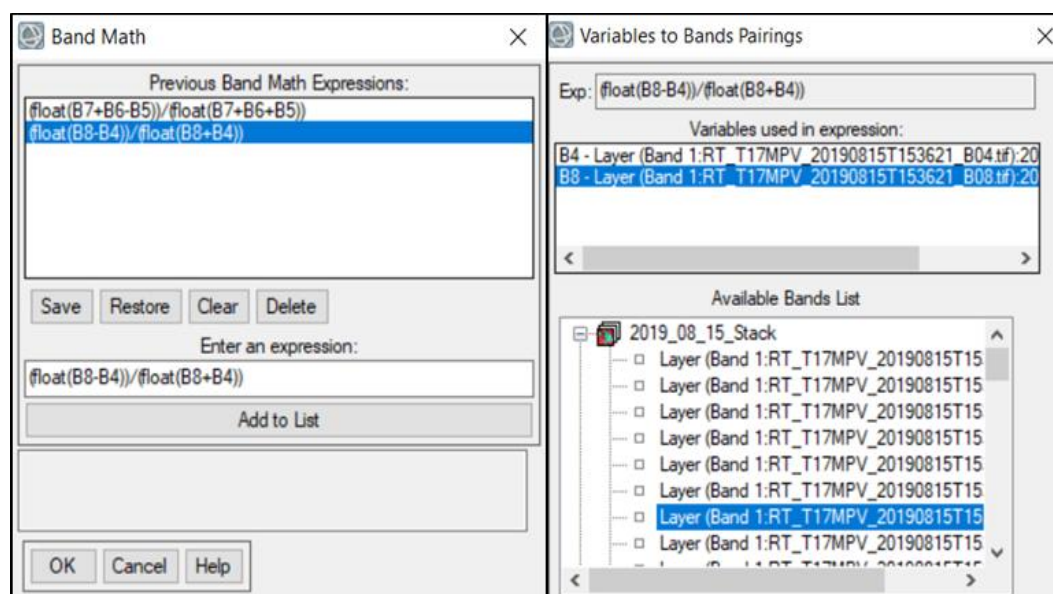 Band Math
Previous Band Math Expressions:
(float(B7+B6-B5))/(float(B7+B6+B5))
(float(B8-B4))/(float(B8+B4))
Save Restore Clear Delete
Enter an expression:
(float(B8-B4))/(float(B8+B4))
Add to List
OK Cancel Help
Variables to Bands Pairings
Exp: (float(B8-B4))/(float(B8+B4))
Variables used in expression:
B4 - Layer (Band 1:RT_T17MPV_20190815T153621_B04.tif):20
B8 - Layer (Band 1:RT_T17MPV_20190815T153621_B08.tif):20
Available Bands List
2019_08_15_Stack
Layer (Band 1:RT_T17MPV_20190815T15
Layer (Band 1:RT_T17MPV_20190815T15
Layer (Band 1:RT_T17MPV_20190815T15
Layer (Band 1:RT_T17MPV_20190815T15
Layer (Band 1:RT_T17MPV_20190815T15
Layer (Band 1:RT_T17MPV_20190815T15
Layer (Band 1:RT_T17MPV_20190815T15
Layer (Band 1:RT_T17MPV_20190815T15